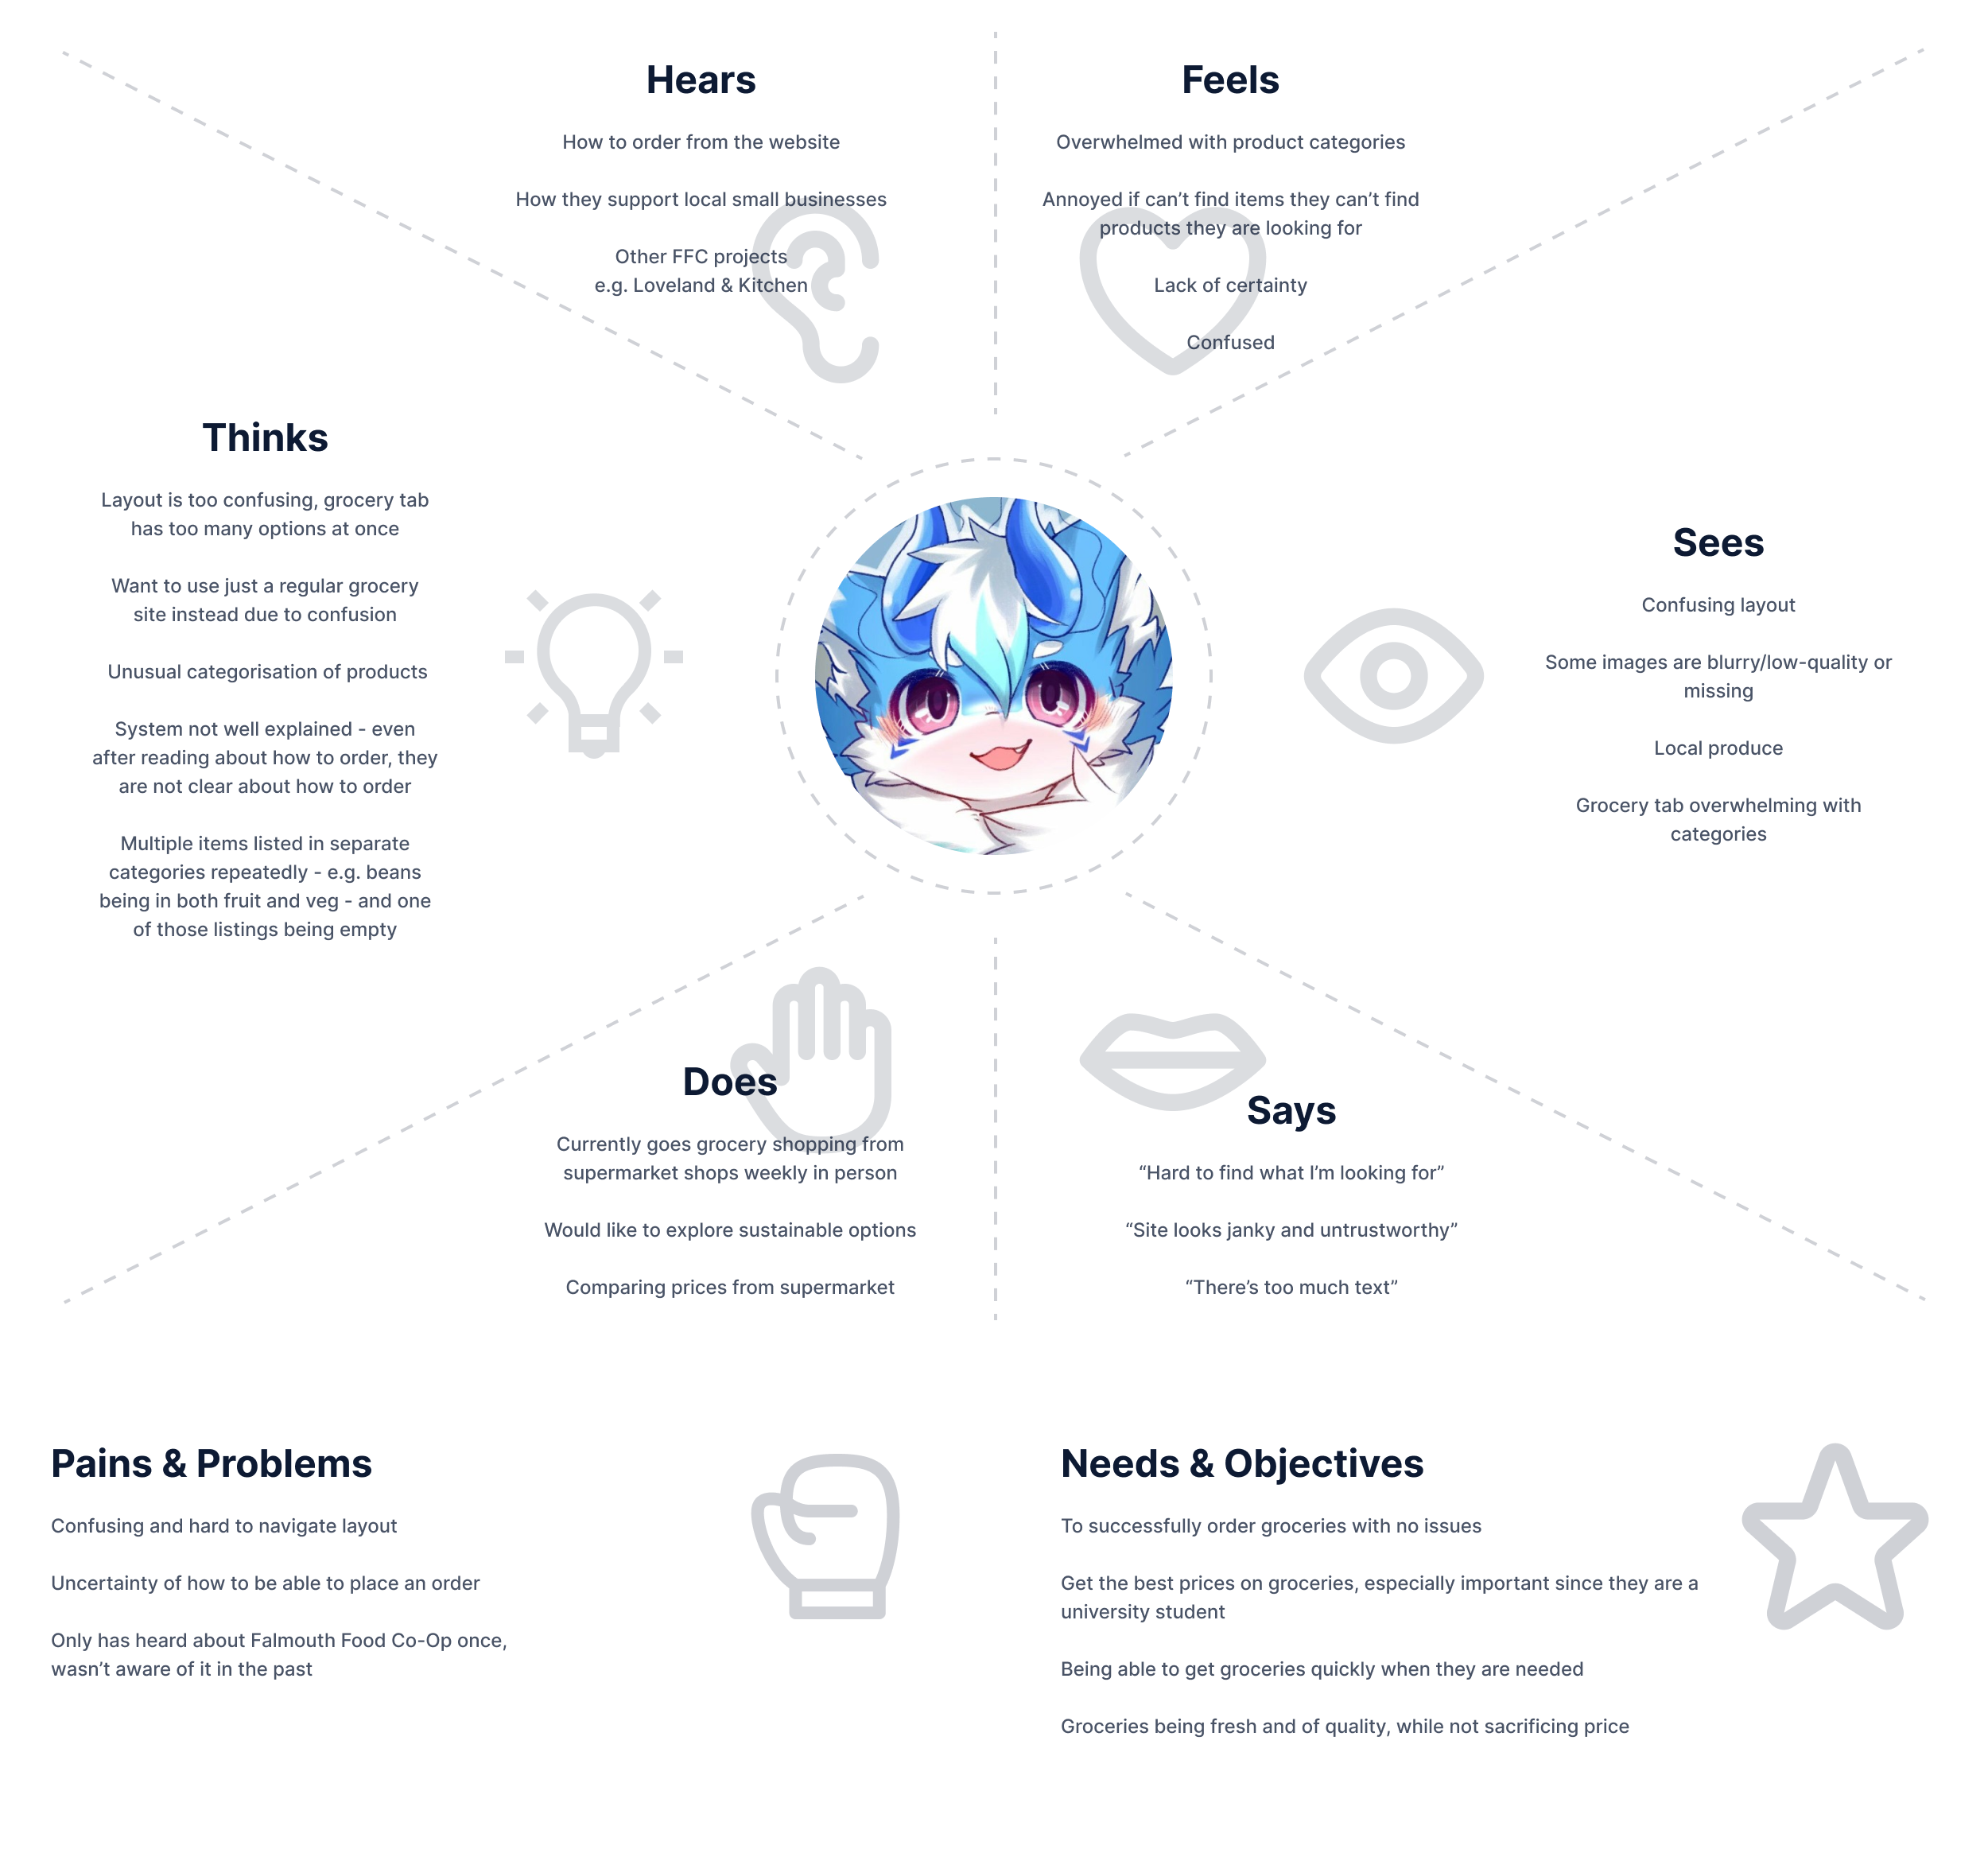 Hears
How to order from the website
How they support local small businesses
Other FFC projects
e.g. Loveland & Kitchen
Feels
Overwhelmed with product categories
Annoyed if can’t find items they can’t find
products they are looking for
Lack of certainty
Confused
Thinks
Layout is too confusing, grocery tab
has too many options at once
Want to use just a regular grocery
site instead due to confusion
Unusual categorisation of products
System not well explained - even
after reading about how to order, they
are not clear about how to order
Multiple items listed in separate
categories repeatedly - e.g. beans
being in both fruit and veg - and one
of those listings being empty
Sees
Confusing layout
Some images are blurry/low-quality or
missing
Local produce
Grocery tab overwhelming with
categories
Does
Currently goes grocery shopping from
supermarket shops weekly in person
Would like to explore sustainable options
Comparing prices from supermarket
Says
“Hard to find what I’m looking for”
“Site looks janky and untrustworthy”
“There’s too much text”
Pains & Problems
Confusing and hard to navigate layout
Uncertainty of how to be able to place an order
Only has heard about Falmouth Food Co-Op once,
wasn’t aware of it in the past
Needs & Objectives
To successfully order groceries with no issues
Get the best prices on groceries, especially important since they are a
university student
Being able to get groceries quickly when they are needed
Groceries being fresh and of quality, while not sacrificing price